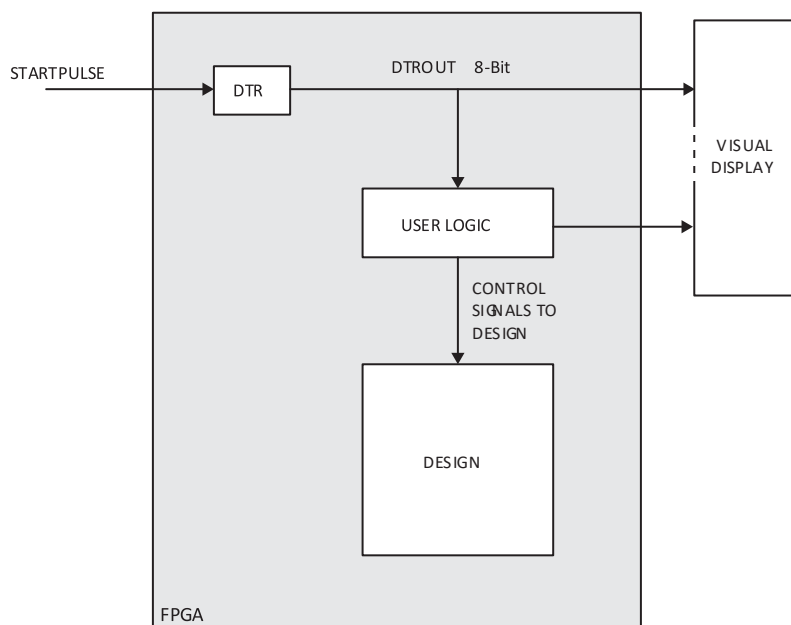 STARTPULSE
DTR
DTROUT 8-Bit
VISUAL
DISPLAY
USER LOGIC
CONTROL
SIGNALS TO
DESIGN
DESIGN
FPGA